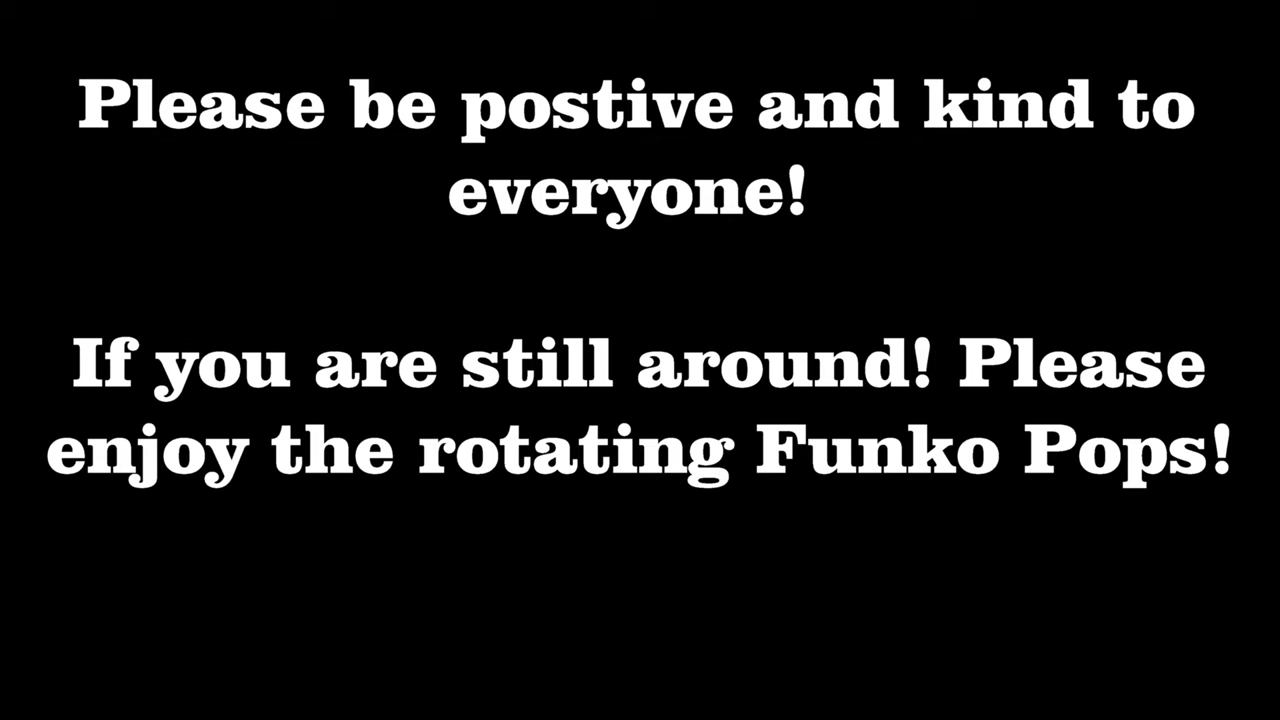 Please be postive and kind to
everyone!
If you are still around! Please
enjoy the rotating Funko Pops!